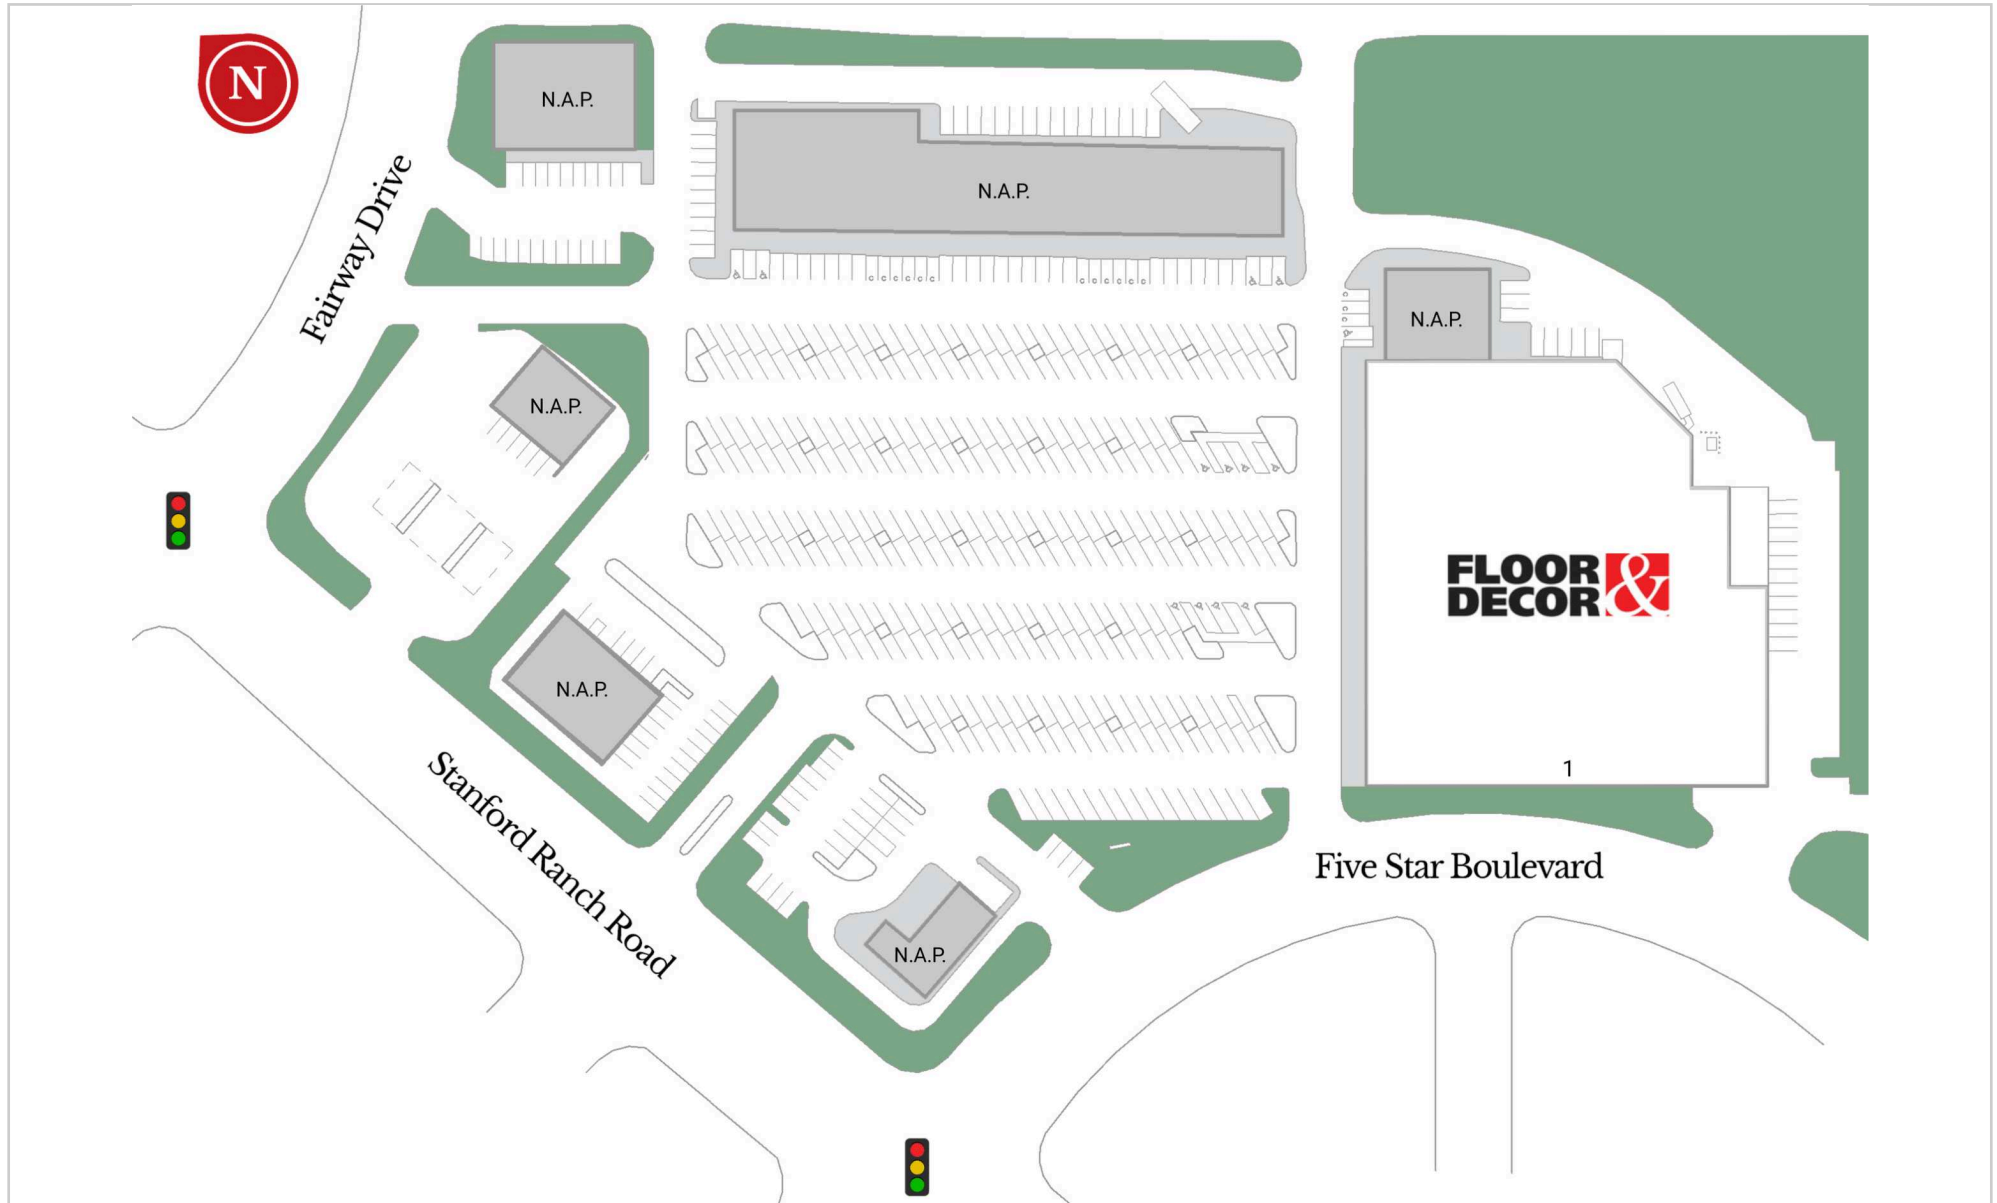 N
N.A.P.
N.A.P.
Fairway Drive
N.A.P.
N.A.P.
FLOOR &
DECOR
N.A.P.
1
Stanford Ranch Road
Five Star Boulevard
N.A.P.